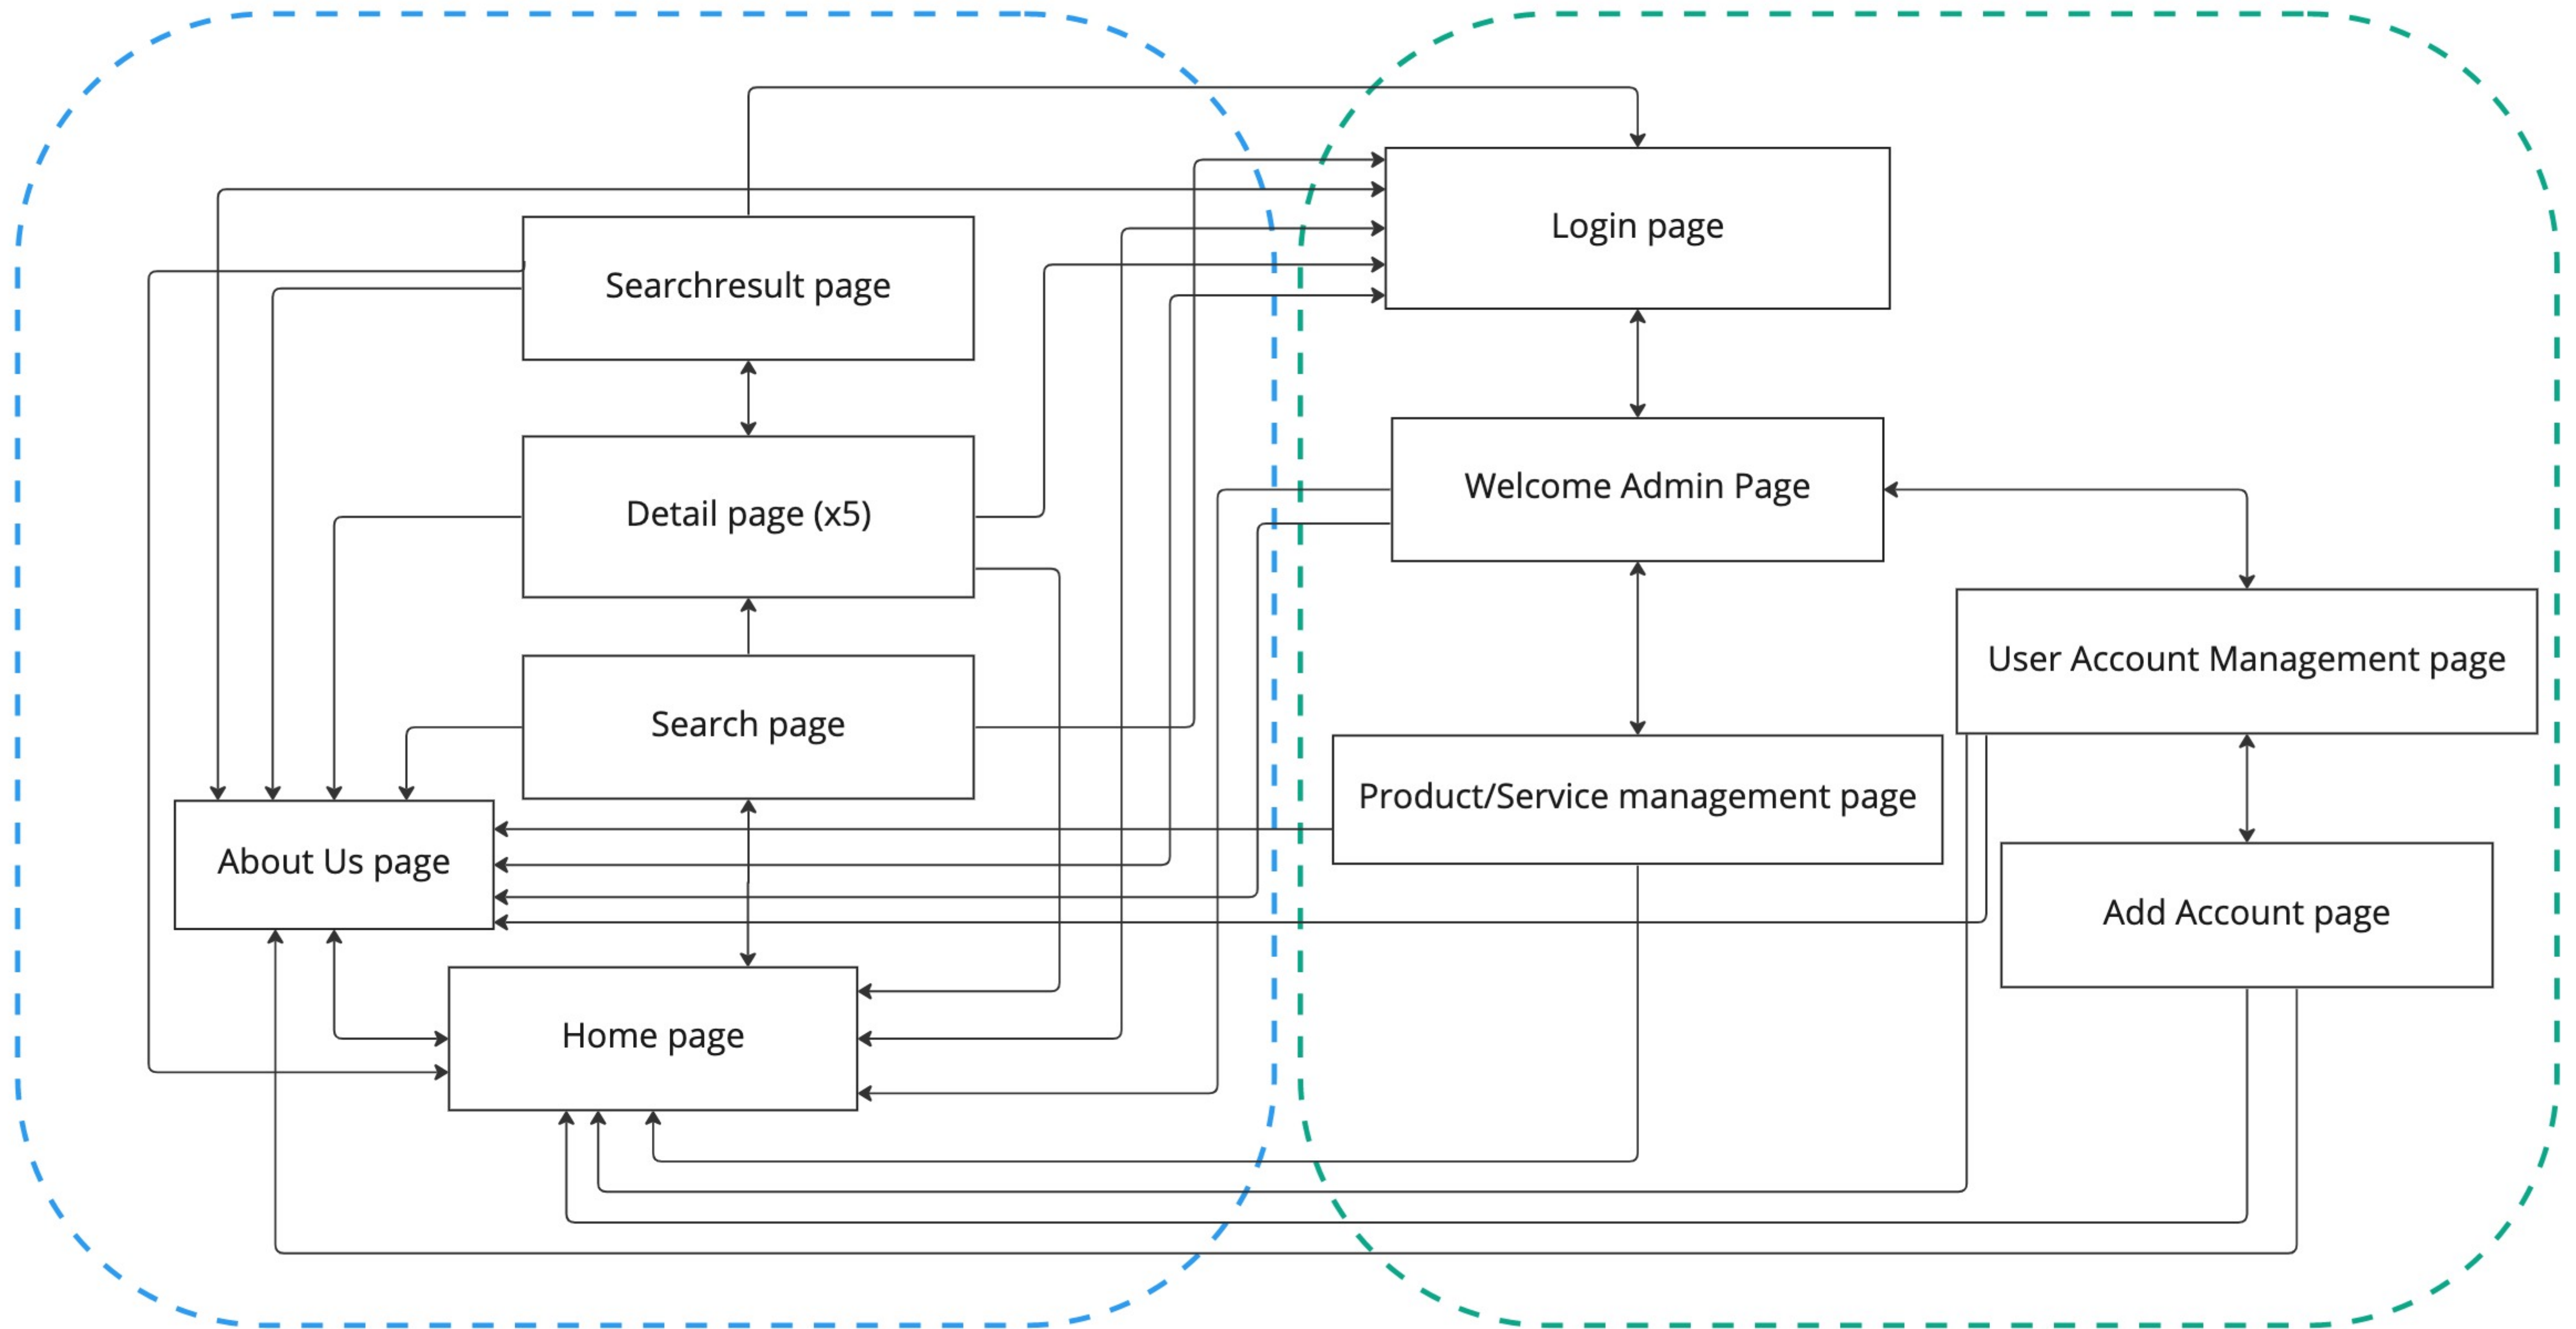 Searchresult page
Detail page (x5)
Search page
About Us page
Home page
Login page
Welcome Admin Page
User Account Management page
Product/Service management page
Add Account page